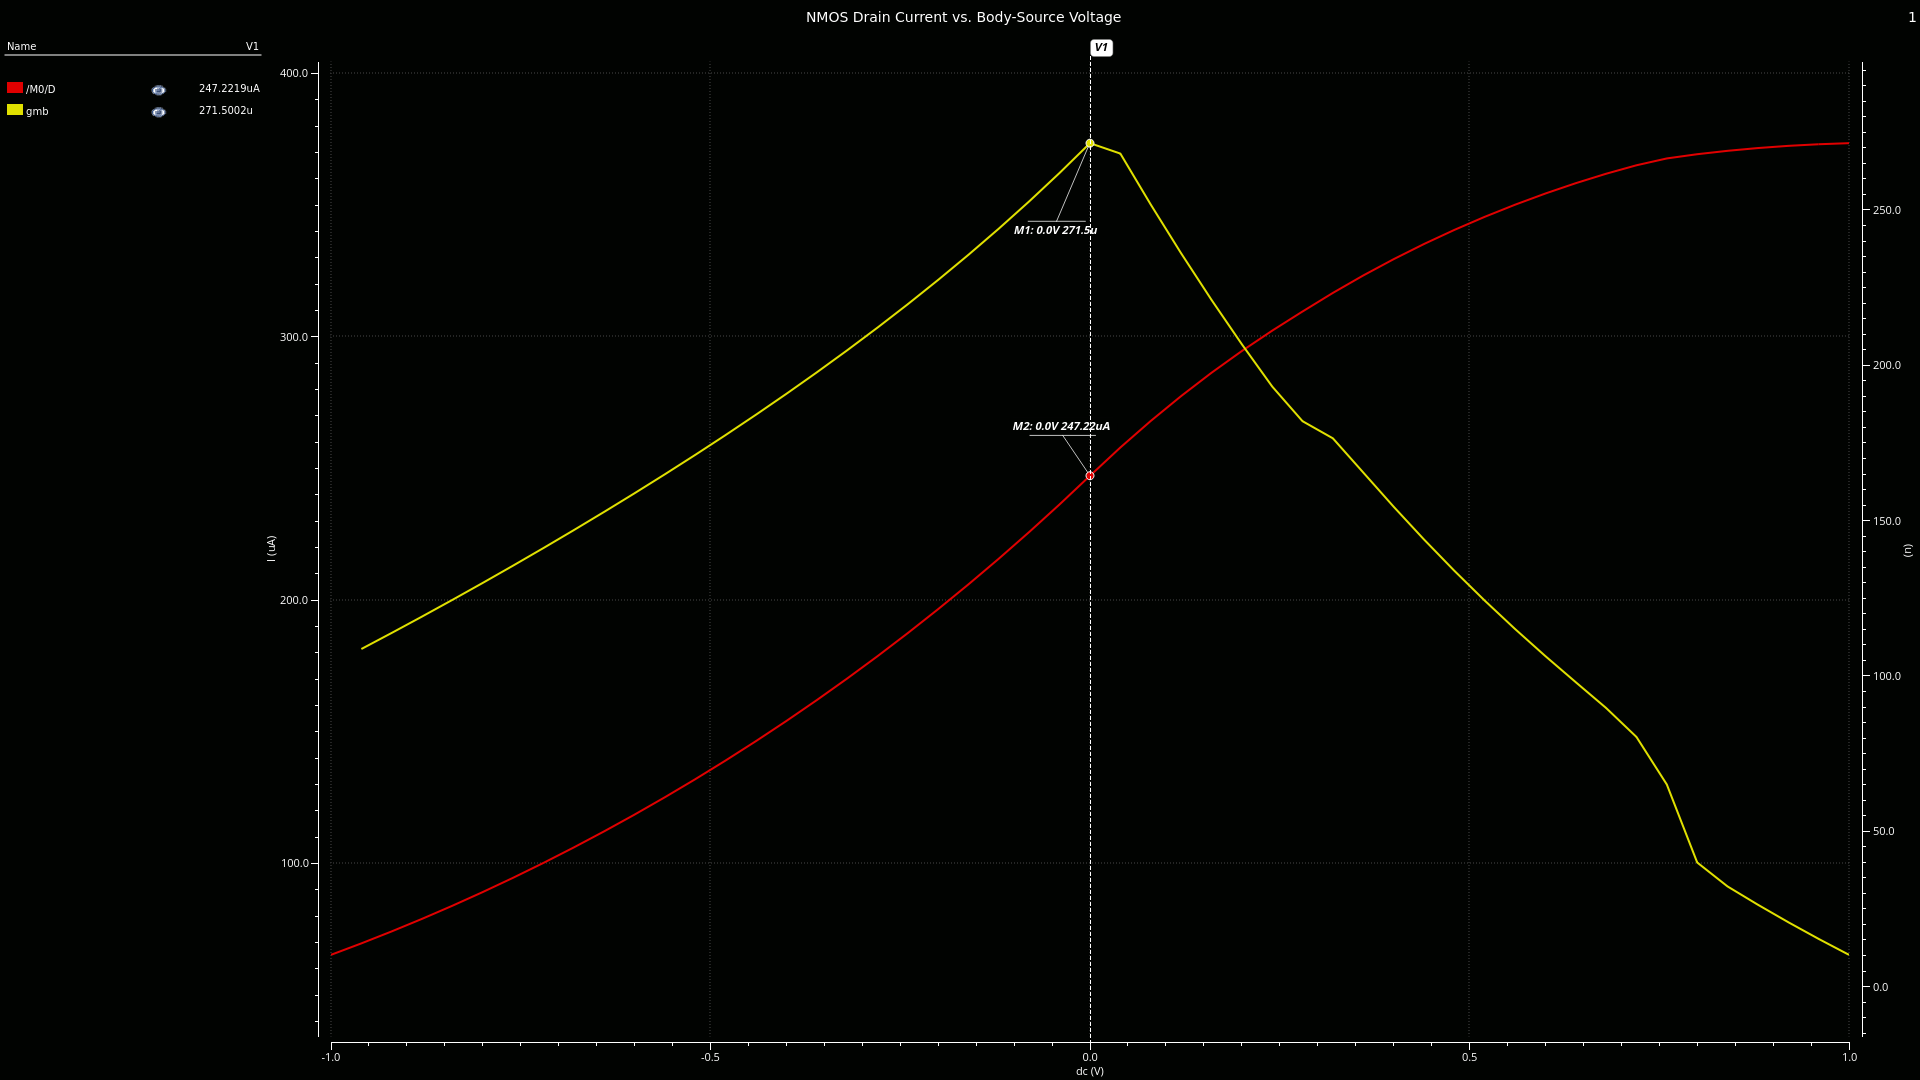 NMOS Drain Current vs. Body-Source Voltage
1
Name V1
/M0/D 247.2219uA
gmb 271.5002u
V1
400.0
300.0
200.0
100.0
I (uA)
M1: 0.0V 271.5u
M2: 0.0V 247.22uA
250.0
200.0
150.0
100.0
50.0
0.0
(u)
-1.0 -0.5 0.0 0.5 1.0
dc (V)